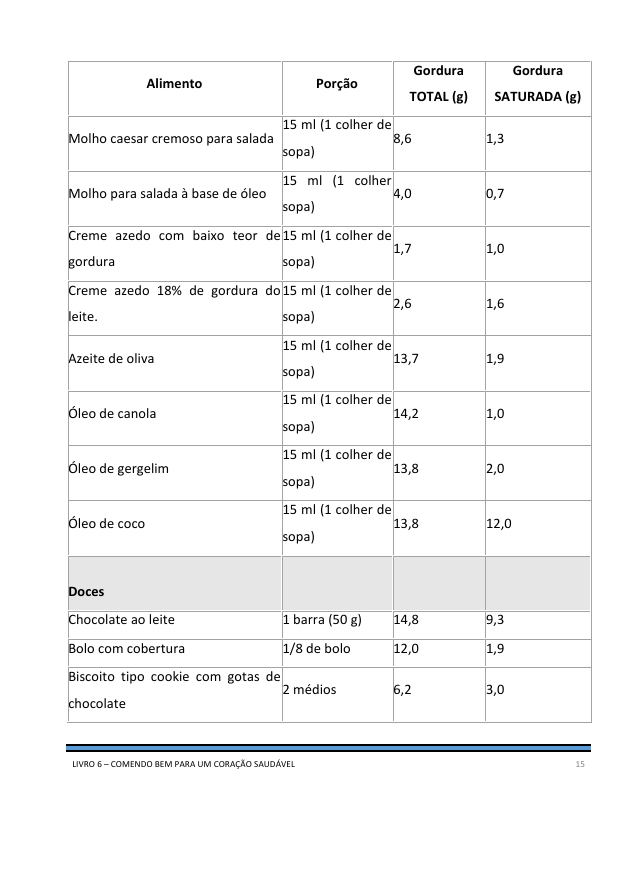 Alimento Porção Gordura TOTAL (g) Gordura SATURADA (g)
Molho caesar cremoso para salada 15 ml (1 colher de sopa) 8,6 1,3
Molho para salada à base de óleo 15 ml (1 colher sopa) 4,0 0,7
Creme azedo com baixo teor de gordura 15 ml (1 colher de sopa) 1,7 1,0
Creme azedo 18% de gordura do leite. 15 ml (1 colher de sopa) 2,6 1,6
Azeite de oliva 15 ml (1 colher de sopa) 13,7 1,9
Óleo de canola 15 ml (1 colher de sopa) 14,2 1,0
Óleo de gergelim 15 ml (1 colher de sopa) 13,8 2,0
Óleo de coco 15 ml (1 colher de sopa) 13,8 12,0
Doces
Chocolate ao leite 1 barra (50 g) 14,8 9,3
Bolo com cobertura 1/8 de bolo 12,0 1,9
Biscoito tipo cookie com gotas de chocolate 2 médios 6,2 3,0
LIVRO 6 – COMENDO BEM PARA UM CORAÇÃO SAUDÁVEL 15